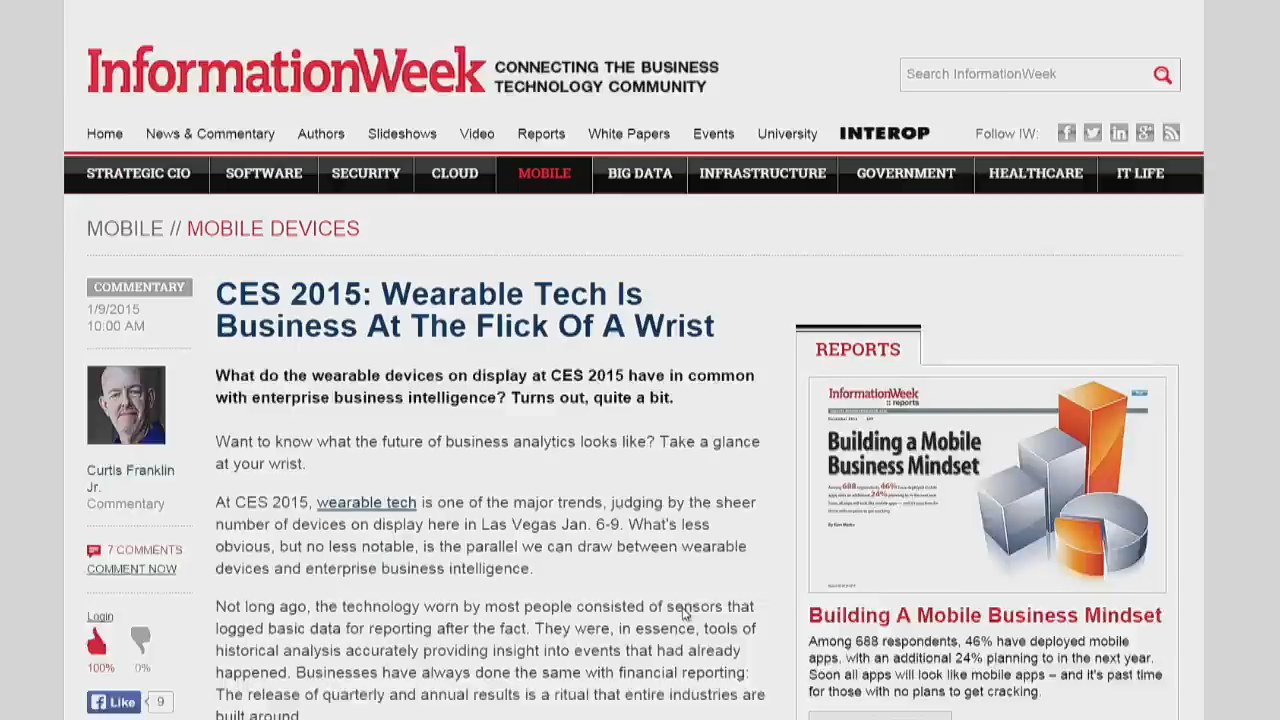 InformationWeek
CONNECTING THE BUSINESS
TECHNOLOGY COMMUNITY
Search InformationWeek
Home News & Commentary Authors Slideshows Video Reports White Papers Events University INTEROP Follow IW:
STRATEGIC CIO SOFTWARE SECURITY CLOUD MOBILE BIG DATA INFRASTRUCTURE GOVERNMENT HEALTHCARE IT LIFE
MOBILE // MOBILE DEVICES
COMMENTARY
1/9/2015
10:00 AM
Curtis Franklin
Jr.
Commentary
7 COMMENTS
COMMENT NOW
Login
100% 0%
Like 9
CES 2015: Wearable Tech Is
Business At The Flick Of A Wrist
What do the wearable devices on display at CES 2015 have in common
with enterprise business intelligence? Turns out, quite a bit.
Want to know what the future of business analytics looks like? Take a glance
at your wrist.
At CES 2015, wearable tech is one of the major trends, judging by the sheer
number of devices on display here in Las Vegas Jan. 6-9. What's less
obvious, but no less notable, is the parallel we can draw between wearable
devices and enterprise business intelligence.
Not long ago, the technology worn by most people consisted of sensors that
logged basic data for reporting after the fact. They were, in essence, tools of
historical analysis accurately providing insight into events that had already
happened. Businesses have always done the same with financial reporting:
The release of quarterly and annual results is a ritual that entire industries are
built around.
REPORTS
InformationWeek
:: reports
Building a Mobile
Business Mindset
Building A Mobile Business Mindset
Among 688 respondents, 46% have deployed mobile
apps, with an additional 24% planning to in the next year.
Soon all apps will look like mobile apps – and it's past time
for those with no plans to get cracking.